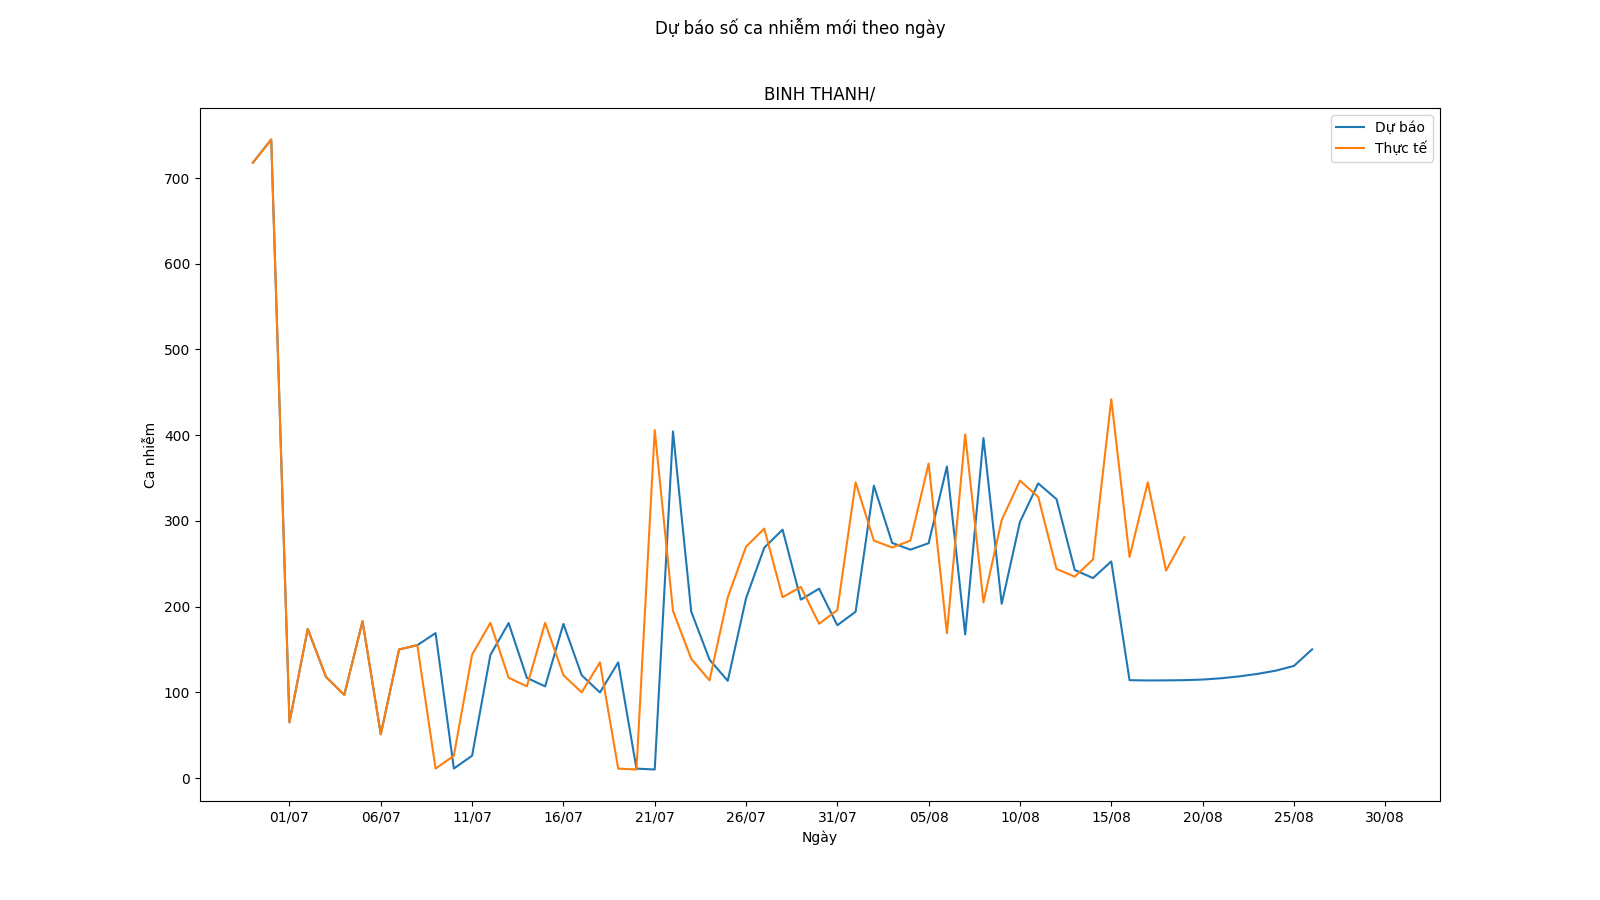 Dự báo số ca nhiễm mới theo ngày
BINH THANH/
Dự báo
Thực tế
700
600
500
400
300
200
100
0
Ca nhiễm
01/07 06/07 11/07 16/07 21/07 26/07 31/07 05/08 10/08 15/08 20/08 25/08 30/08
Ngày